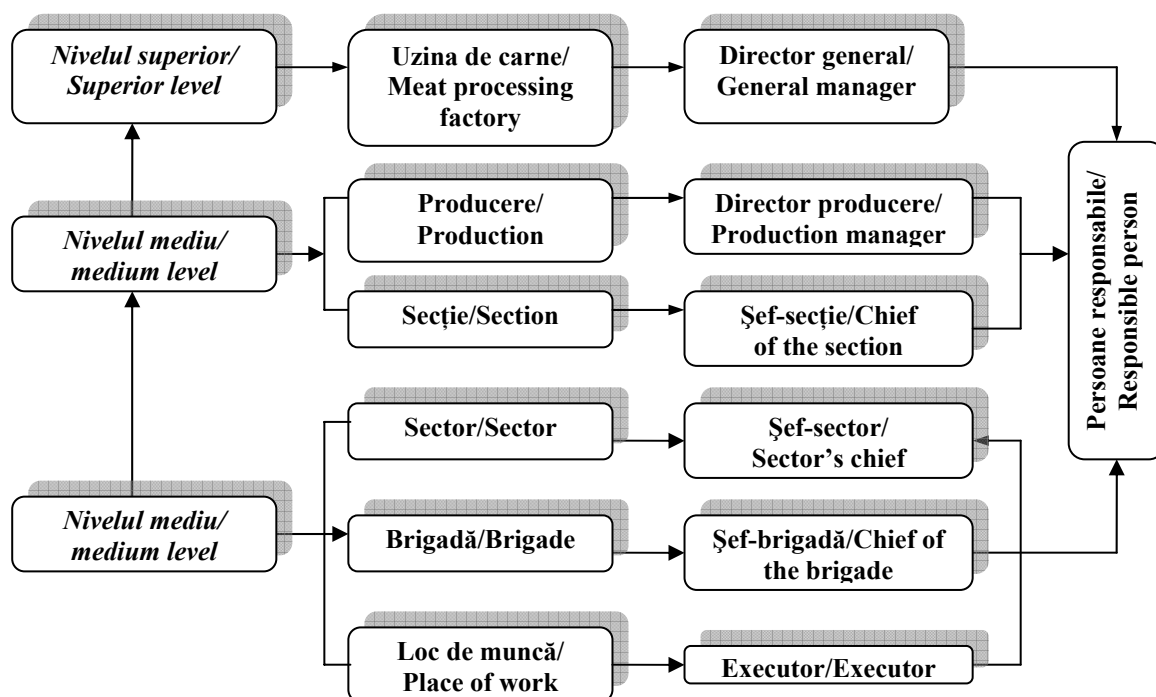 Nivelul superior/
Superior level
Uzina de carne/
Meat processing
factory
Director general/
General manager
Nivelul mediu/
medium level
Producere/
Production
Director producere/
Production manager
Secție/Section
Şef-secție/Chief
of the section
Persoane responsabile/
Responsible person
Nivelul mediu/
medium level
Sector/Sector
Şef-sector/
Sector’s chief
Brigadă/Brigade
Şef-brigadă/Chief of
the brigade
Loc de muncă/
Place of work
Executor/Executor